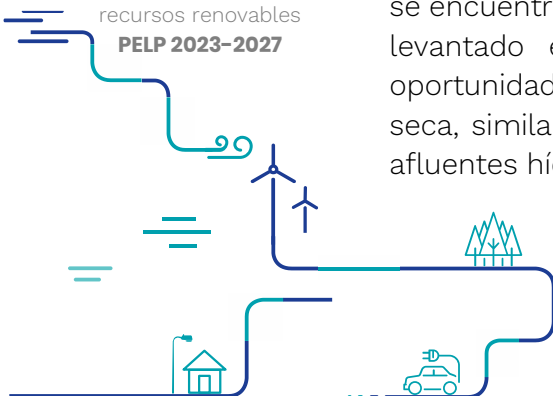 recursos renovables
PELP 2023-2027
se encuentr
levantado e
oportunidad
seca, simila
afluentes hí